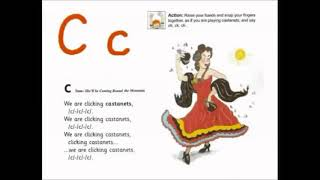 C c
Action: Raise your hands and snap your fingers
together, as if you are playing castanets, and say
ck, ck, ck.
C
Tune: She'll be Coming Round the Mountain
We are clicking castanets,
/c/-/c/-/c/.
We are clicking castanets,
/c/-/c/-/c/.
We are clicking castanets,
clicking castanets...
...we are clicking castanets,
/c/-/c/-/c/.